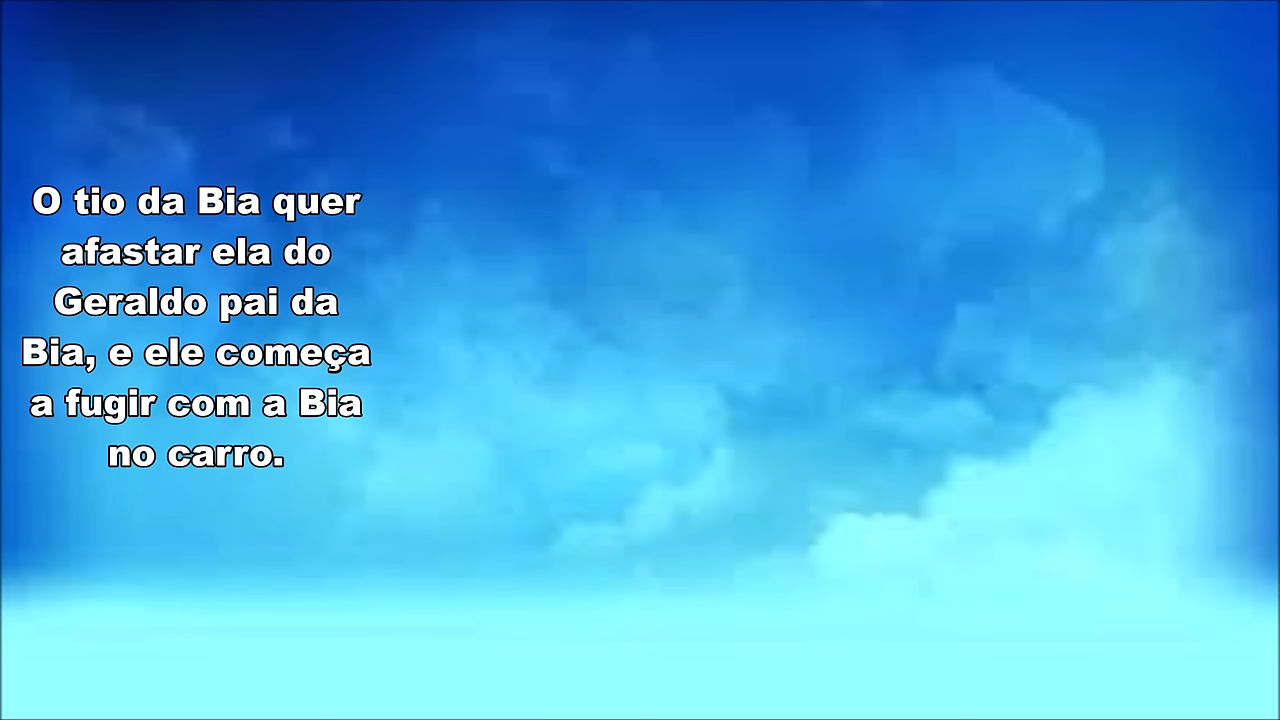 O tio da Bia quer
afastar ela do
Geraldo pai da
Bia, e ele começa
a fugir com a Bia
no carro.